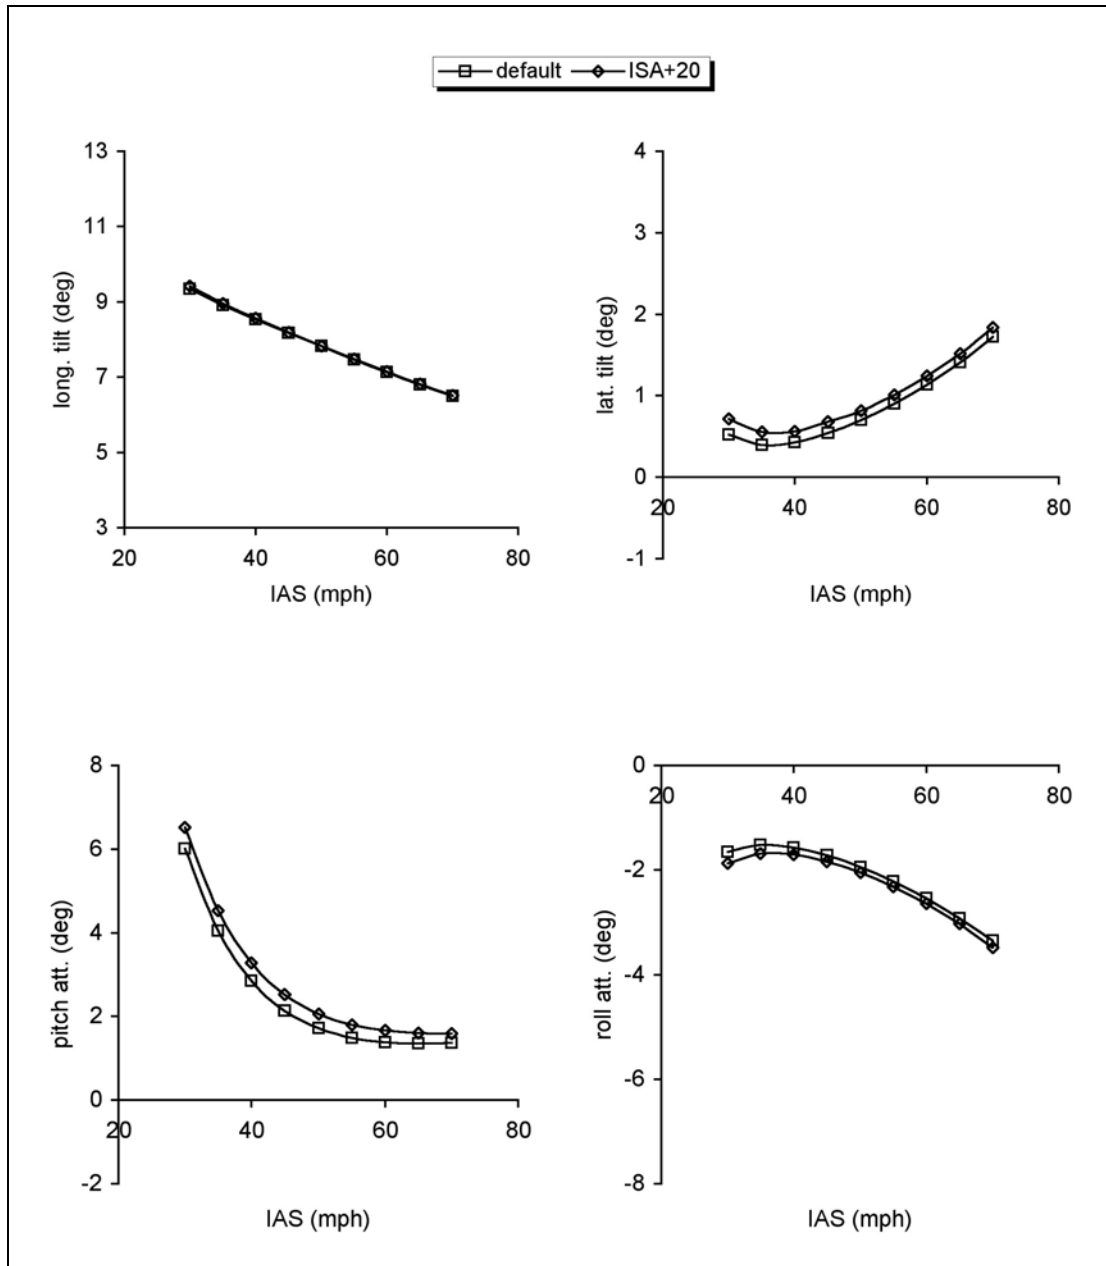 default ISA+20
13
11
9
7
5
3
20 40 60 80
long. tilt (deg)
IAS (mph)
4
3
2
1
0
-1
20 40 60 80
lat. tilt (deg)
IAS (mph)
8
6
4
2
0
-2
20 40 60 80
pitch att. (deg)
IAS (mph)
0
-2
-4
-6
-8
20 40 60 80
roll att. (deg)
IAS (mph)